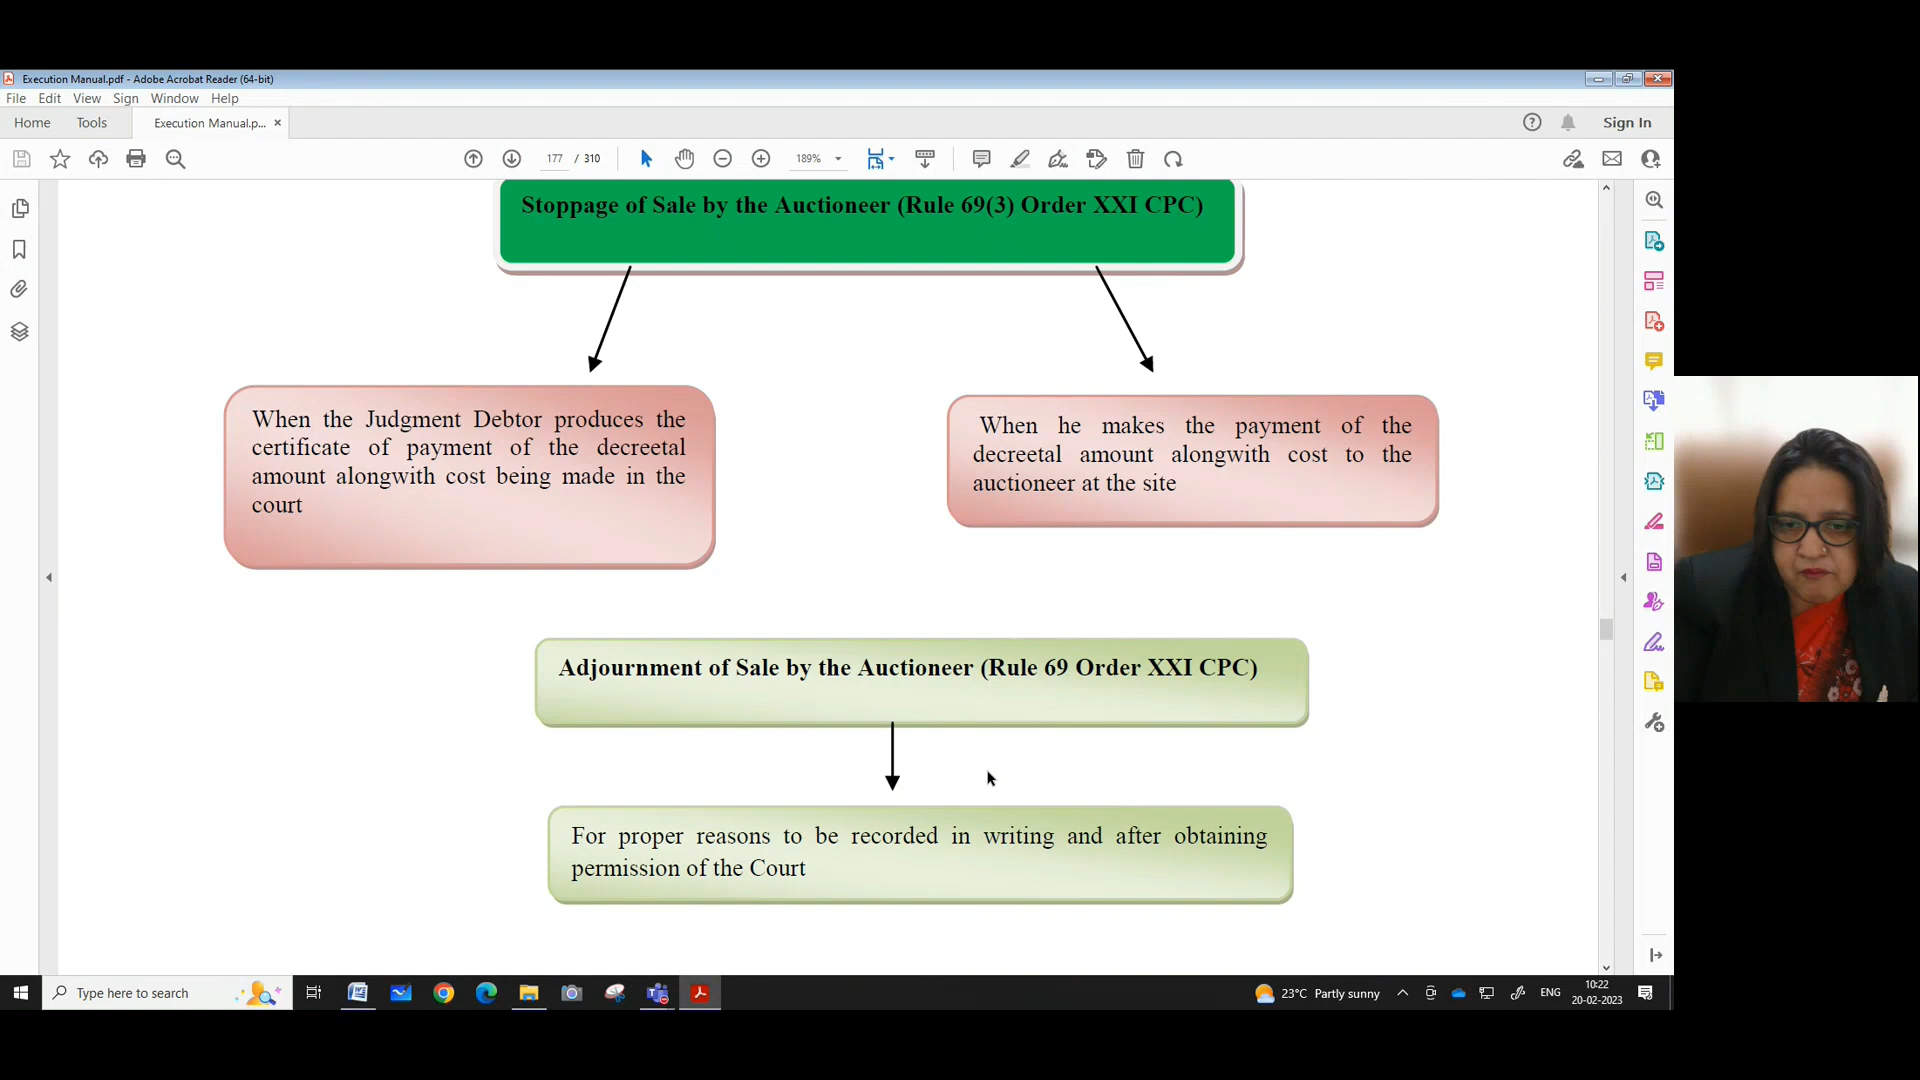 Execution Manual.pdf - Adobe Acrobat Reader (64-bit)
File Edit View Sign Window Help
Home Tools Execution Manual.p... Sign In
177 / 310 189%
Stoppage of Sale by the Auctioneer (Rule 69(3) Order XXI CPC)
When the Judgment Debtor produces the
certificate of payment of the decreetal
amount alongwith cost being made in the
court
When he makes the payment of the
decreetal amount alongwith cost to the
auctioneer at the site
Adjournment of Sale by the Auctioneer (Rule 69 Order XXI CPC)
For proper reasons to be recorded in writing and after obtaining
permission of the Court
Type here to search
23°C Partly sunny
ENG
10:22
20-02-2023